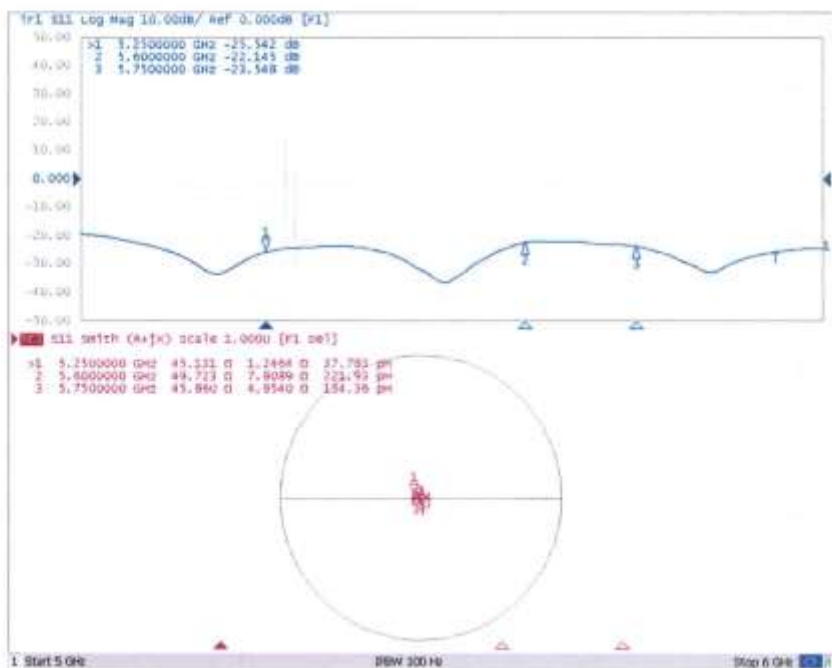 Tr1 S11 Log Mag 10.00dB/ Ref 0.000dB [F1]
50.00
>1 5.2500000 GHz -25.542 dB
2 5.6000000 GHz -22.145 dB
3 5.7500000 GHz -23.548 dB
40.00
30.00
20.00
10.00
0.000
-10.00
-20.00
-30.00
-40.00
-50.00
S11 Smith (R+jX) Scale 1.000U [F1 Del]
>1 5.2500000 GHz 45.131 Ω 1.2464 Ω 37.783 pH
2 5.6000000 GHz 49.723 Ω 7.8089 Ω 221.93 pH
3 5.7500000 GHz 45.860 Ω 4.8540 Ω 134.36 pH
1 Start 5 GHz
IFBW 300 Hz
Stop 6 GHz